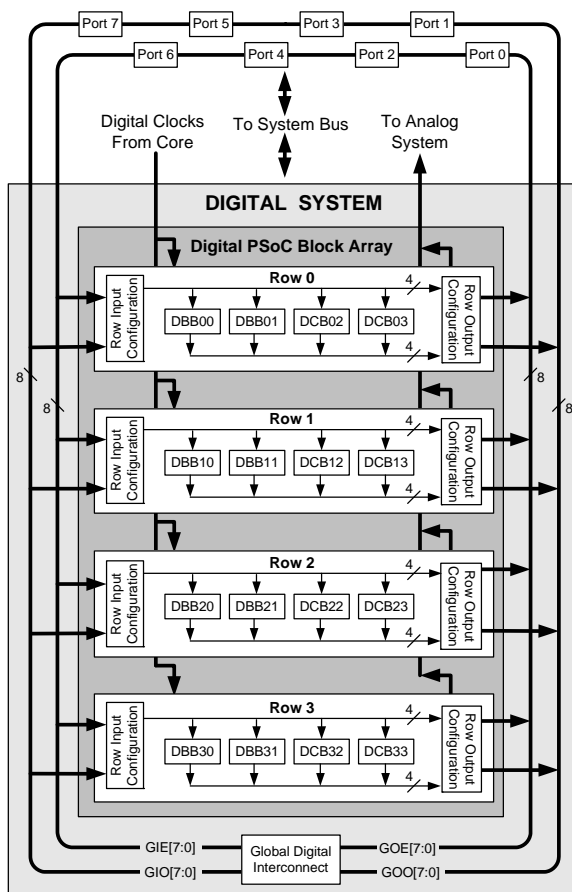 Port 7
Port 5
Port 3
Port 1
Port 6
Port 4
Port 2
Port 0
Digital Clocks
From Core
To System Bus
To Analog
System
DIGITAL SYSTEM
Digital PSoC Block Array
Row 0
Row Input
Configuration
4
DBB00
DBB01
DCB02
DCB03
4
Row Output
Configuration
8
8
8
8
Row 1
Row Input
Configuration
4
DBB10
DBB11
DCB12
DCB13
4
Row Output
Configuration
Row 2
Row Input
Configuration
4
DBB20
DBB21
DCB22
DCB23
4
Row Output
Configuration
Row 3
Row Input
Configuration
4
DBB30
DBB31
DCB32
DCB33
4
Row Output
Configuration
GIE[7:0]
GIO[7:0]
Global Digital
Interconnect
GOE[7:0]
GOO[7:0]